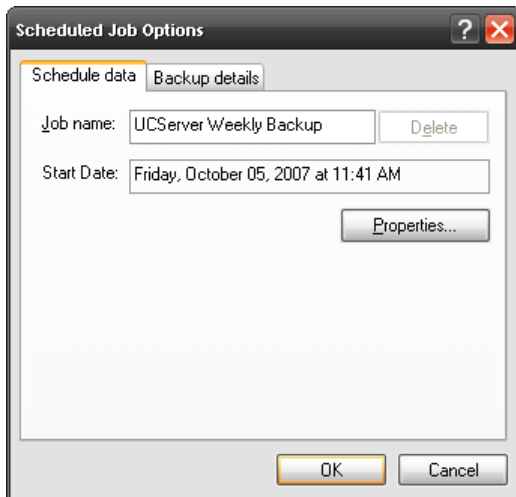 Scheduled Job Options ?
Schedule data Backup details
Job name: UCServer Weekly Backup Delete
Start Date: Friday, October 05, 2007 at 11:41 AM
Properties...
OK Cancel